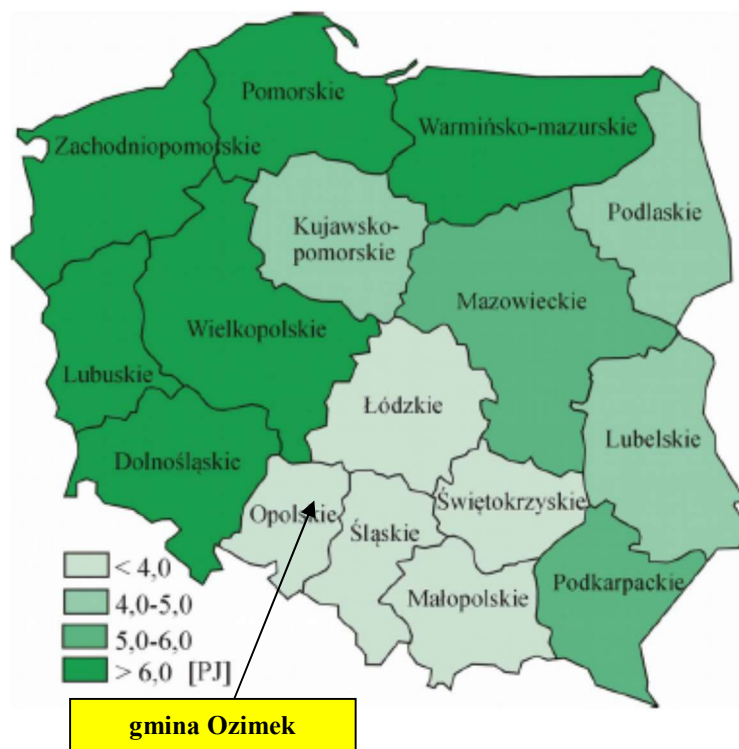 Pomorskie
Warmińsko-mazurskie
Zachodniopomorskie
Podlaskie
Kujawsko-
pomorskie
Mazowieckie
Wielkopolskie
Lubuskie
Łódzkie
Lubelskie
Dolnośląskie
Świętokrzyskie
Opolskie
Śląskie
Podkarpackie
Małopolskie
< 4,0
4,0-5,0
5,0-6,0
> 6,0 [PJ]
gmina Ozimek